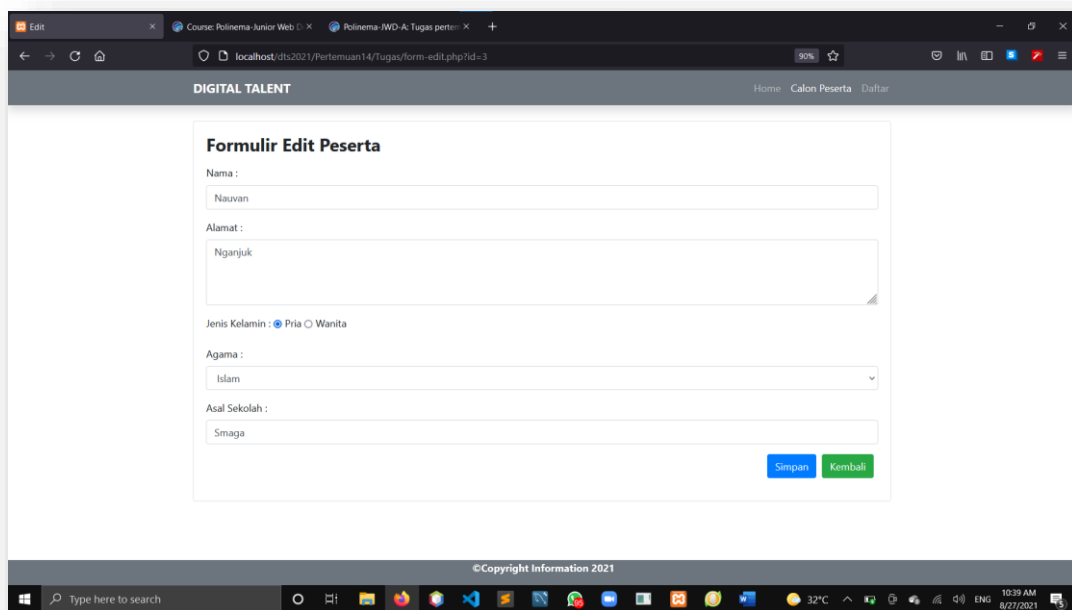 Edit
Course: Polinema-Junior Web D
Polinema-JWD-A: Tugas pertem
localhost/dts2021/Pertemuan14/Tugas/form-edit.php?id=3
90%
DIGITAL TALENT
Home Calon Peserta Daftar
Formulir Edit Peserta
Nama :
Nauvan
Alamat :
Nganjuk
Jenis Kelamin : Pria Wanita
Agama :
Islam
Asal Sekolah :
Smaga
Simpan Kembali
©Copyright Information 2021
Type here to search
32°C
ENG
10:39 AM
8/27/2021
5